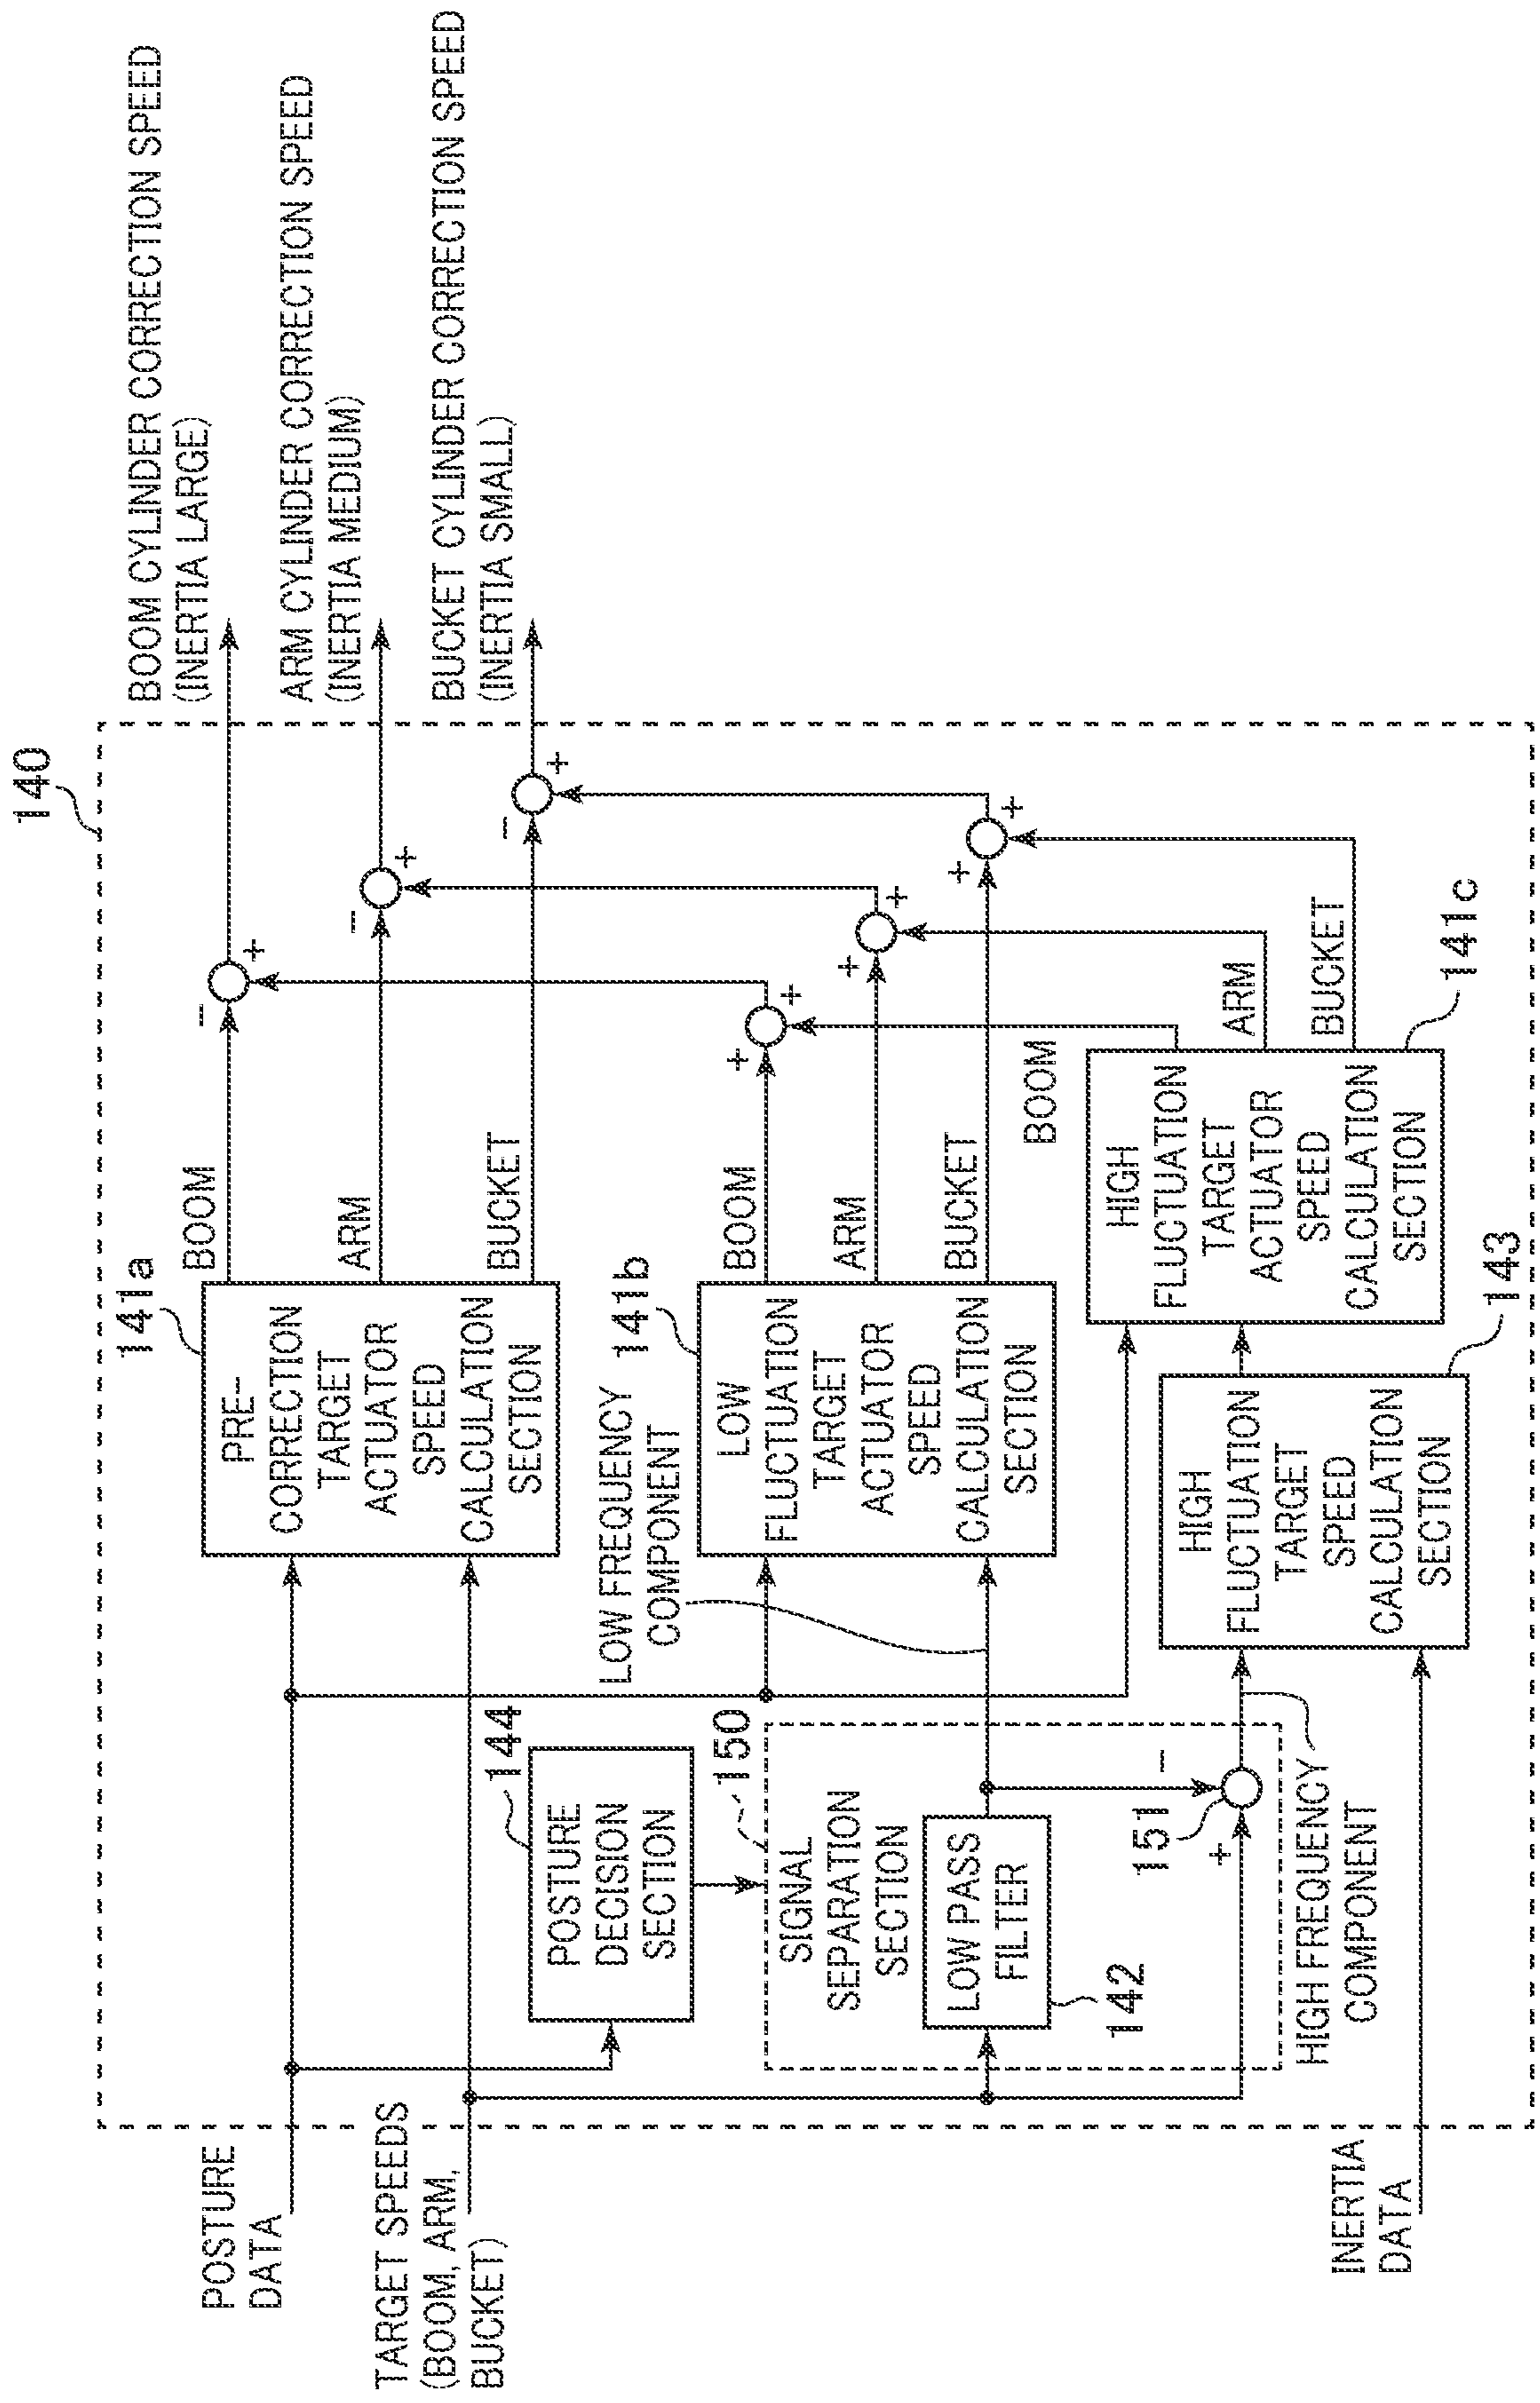 140
BOOM CYLINDER CORRECTION SPEED
(INERTIA LARGE)
ARM CYLINDER CORRECTION SPEED
(INERTIA MEDIUM)
BUCKET CYLINDER CORRECTION SPEED
(INERTIA SMALL)
POSTURE
DATA
TARGET SPEEDS
(BOOM, ARM,
BUCKET)
INERTIA
DATA
141a
PRE-
CORRECTION
TARGET
ACTUATOR
SPEED
CALCULATION
SECTION
BOOM
ARM
BUCKET
−
+
−
+
−
+
144
POSTURE
DECISION
SECTION
150
SIGNAL
SEPARATION
SECTION
LOW PASS
FILTER
142
151
+
−
LOW FREQUENCY
COMPONENT
HIGH FREQUENCY
COMPONENT
141b
LOW
FLUCTUATION
TARGET
ACTUATOR
SPEED
CALCULATION
SECTION
BOOM
ARM
BUCKET
+
+
+
+
+
+
143
HIGH
FLUCTUATION
TARGET
SPEED
CALCULATION
SECTION
141c
HIGH
FLUCTUATION
TARGET
ACTUATOR
SPEED
CALCULATION
SECTION
BOOM
ARM
BUCKET